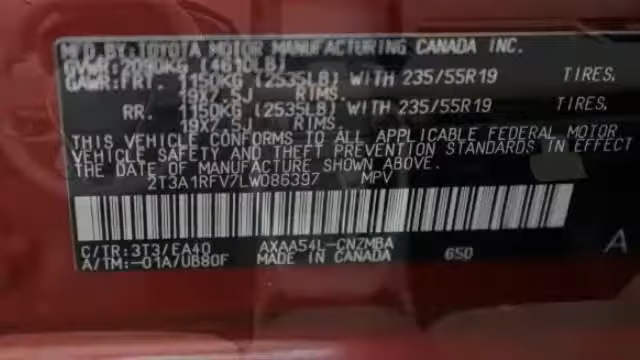 MFD. BY: TOYOTA MOTOR MANUFACTURING CANADA INC.
GVWR: 2090KG (4610LB)
GAWR: FRT. 1150KG (2535LB) WITH 235/55R19 TIRES,
19X7.5J RIMS.
RR. 1150KG (2535LB) WITH 235/55R19 TIRES,
19X7.5J RIMS.
THIS VEHICLE CONFORMS TO ALL APPLICABLE FEDERAL MOTOR
VEHICLE SAFETY AND THEFT PREVENTION STANDARDS IN EFFECT
THE DATE OF MANUFACTURE SHOWN ABOVE.
2T3A1RFV7LW086397 MPV
C/TR: 3T3/EA40 AXAA54L-CNZMBA
A/TM: -01A/UB80F MADE IN CANADA 650
A